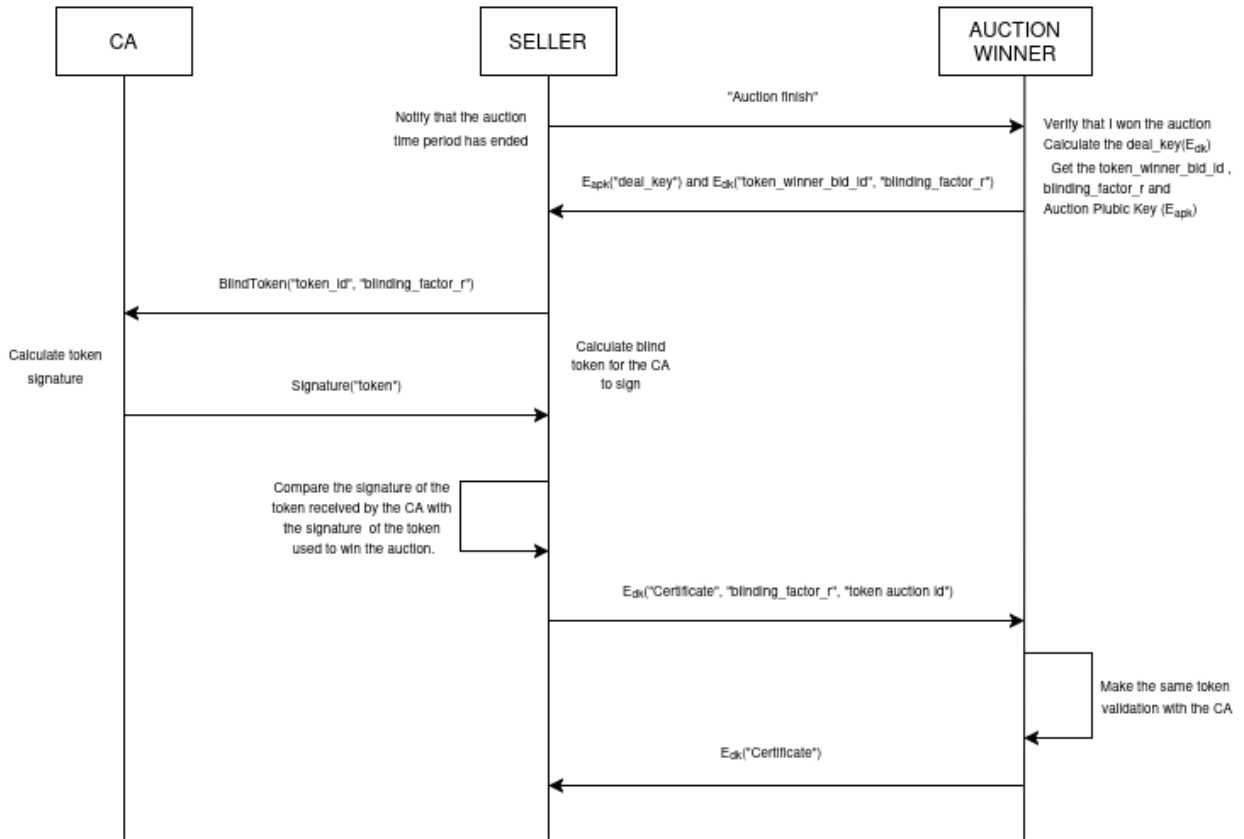 CA
SELLER
AUCTION
WINNER
"Auction finish"
Notify that the auction
time period has ended
Verify that I won the auction
Calculate the deal_key(Edk)
Get the token_winner_bid_id ,
blinding_factor_r and
Auction Plubic Key (Eapk)
Eapk("deal_key") and Edk("token_winner_bid_id", "blinding_factor_r")
BlindToken("token_id", "blinding_factor_r")
Calculate token
signature
Calculate blind
token for the CA
to sign
Signature("token")
Compare the signature of the
token received by the CA with
the signature of the token
used to win the auction.
Edk("Certificate", "blinding_factor_r", "token auction id")
Make the same token
validation with the CA
Edk("Certificate")